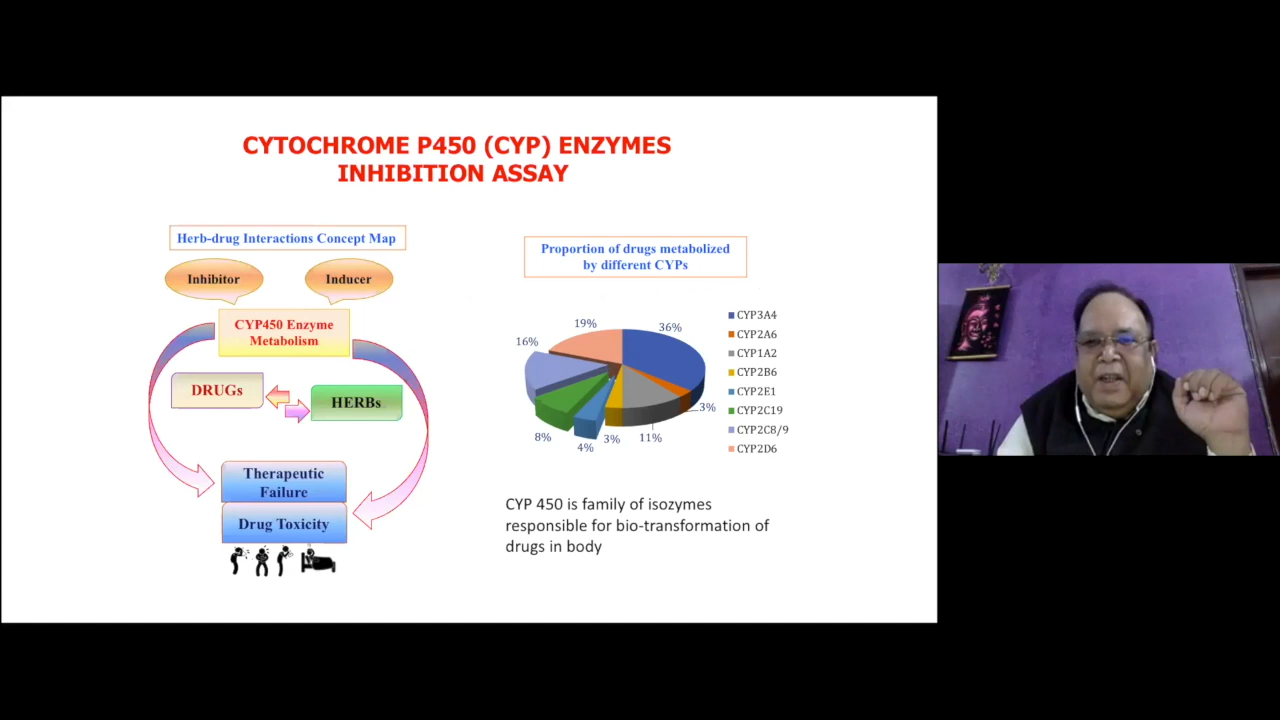 CYTOCHROME P450 (CYP) ENZYMES
INHIBITION ASSAY
Herb-drug Interactions Concept Map
Inhibitor
Inducer
CYP450 Enzyme
Metabolism
DRUGs
HERBs
Therapeutic
Failure
Drug Toxicity
Proportion of drugs metabolized
by different CYPs
36%
3%
11%
3%
4%
8%
16%
19%
CYP3A4
CYP2A6
CYP1A2
CYP2B6
CYP2E1
CYP2C19
CYP2C8/9
CYP2D6
CYP 450 is family of isozymes
responsible for bio-transformation of
drugs in body